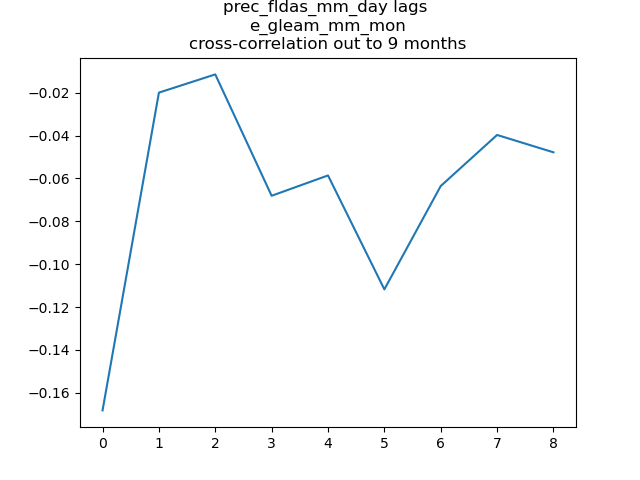 prec_fldas_mm_day lags
e_gleam_mm_mon
cross-correlation out to 9 months
−0.02
−0.04
−0.06
−0.08
−0.10
−0.12
−0.14
−0.16
0 1 2 3 4 5 6 7 8